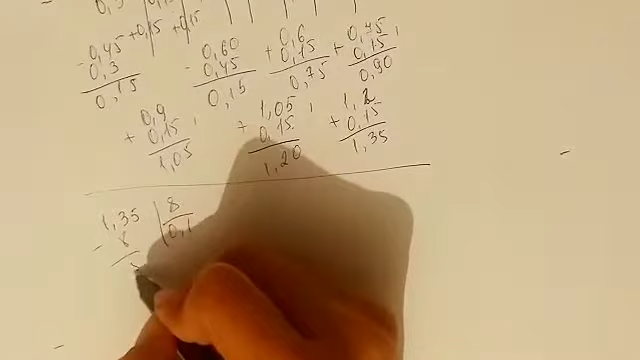 +0,15 +0,15
- 0,45 - 0,60 + 0,6 + 0,75
0,3 0,45 0,15 0,15
0,15 0,15 0,75 0,90
+ 0,9 + 1,05 + 1,2
0,15 0,15 0,15
1,05 1,20 1,35
- 1,35 | 8
8 0,1